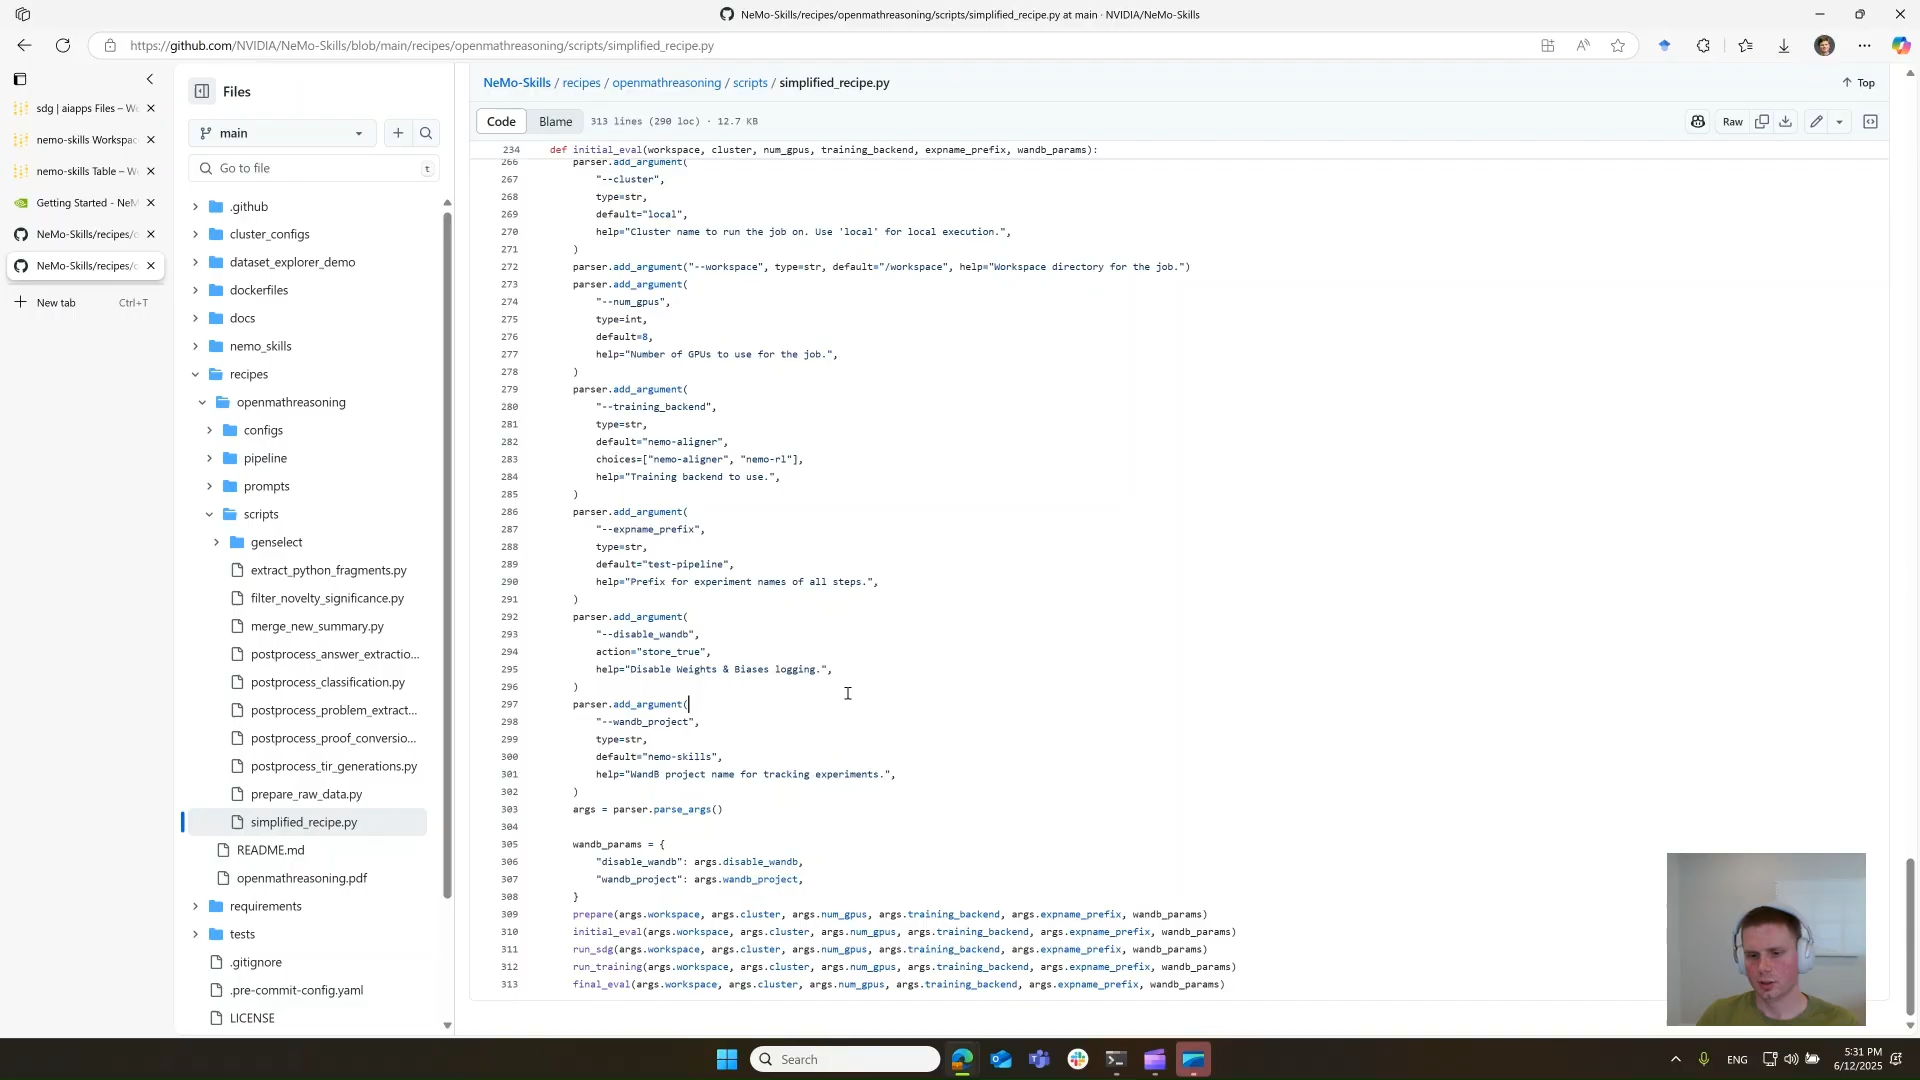 NeMo-Skills/recipes/openmathreasoning/scripts/simplified_recipe.py at main · NVIDIA/NeMo-Skills
https://github.com/NVIDIA/NeMo-Skills/blob/main/recipes/openmathreasoning/scripts/simplified_recipe.py
sdg | aiapps Files – W
nemo-skills Workspac
nemo-skills Table – W
Getting Started - NeM
NeMo-Skills/recipes/
NeMo-Skills/recipes/
New tab Ctrl+T
Files
main
Go to file t
.github
cluster_configs
dataset_explorer_demo
dockerfiles
docs
nemo_skills
recipes
openmathreasoning
configs
pipeline
prompts
scripts
genselect
extract_python_fragments.py
filter_novelty_significance.py
merge_new_summary.py
postprocess_answer_extractio...
postprocess_classification.py
postprocess_problem_extract...
postprocess_proof_conversio...
postprocess_tir_generations.py
prepare_raw_data.py
simplified_recipe.py
README.md
openmathreasoning.pdf
requirements
tests
.gitignore
.pre-commit-config.yaml
LICENSE
NeMo-Skills / recipes / openmathreasoning / scripts / simplified_recipe.py
Top
Code Blame 313 lines (290 loc) · 12.7 KB
Raw
234 def initial_eval(workspace, cluster, num_gpus, training_backend, expname_prefix, wandb_params):
266 parser.add_argument(
267 "--cluster",
268 type=str,
269 default="local",
270 help="Cluster name to run the job on. Use 'local' for local execution.",
271 )
272 parser.add_argument("--workspace", type=str, default="/workspace", help="Workspace directory for the job.")
273 parser.add_argument(
274 "--num_gpus",
275 type=int,
276 default=8,
277 help="Number of GPUs to use for the job.",
278 )
279 parser.add_argument(
280 "--training_backend",
281 type=str,
282 default="nemo-aligner",
283 choices=["nemo-aligner", "nemo-rl"],
284 help="Training backend to use.",
285 )
286 parser.add_argument(
287 "--expname_prefix",
288 type=str,
289 default="test-pipeline",
290 help="Prefix for experiment names of all steps.",
291 )
292 parser.add_argument(
293 "--disable_wandb",
294 action="store_true",
295 help="Disable Weights & Biases logging.",
296 )
297 parser.add_argument(
298 "--wandb_project",
299 type=str,
300 default="nemo-skills",
301 help="WandB project name for tracking experiments.",
302 )
303 args = parser.parse_args()
304
305 wandb_params = {
306 "disable_wandb": args.disable_wandb,
307 "wandb_project": args.wandb_project,
308 }
309 prepare(args.workspace, args.cluster, args.num_gpus, args.training_backend, args.expname_prefix, wandb_params)
310 initial_eval(args.workspace, args.cluster, args.num_gpus, args.training_backend, args.expname_prefix, wandb_params)
311 run_sdg(args.workspace, args.cluster, args.num_gpus, args.training_backend, args.expname_prefix, wandb_params)
312 run_training(args.workspace, args.cluster, args.num_gpus, args.training_backend, args.expname_prefix, wandb_params)
313 final_eval(args.workspace, args.cluster, args.num_gpus, args.training_backend, args.expname_prefix, wandb_params)
Search
ENG
5:31 PM
6/12/2025